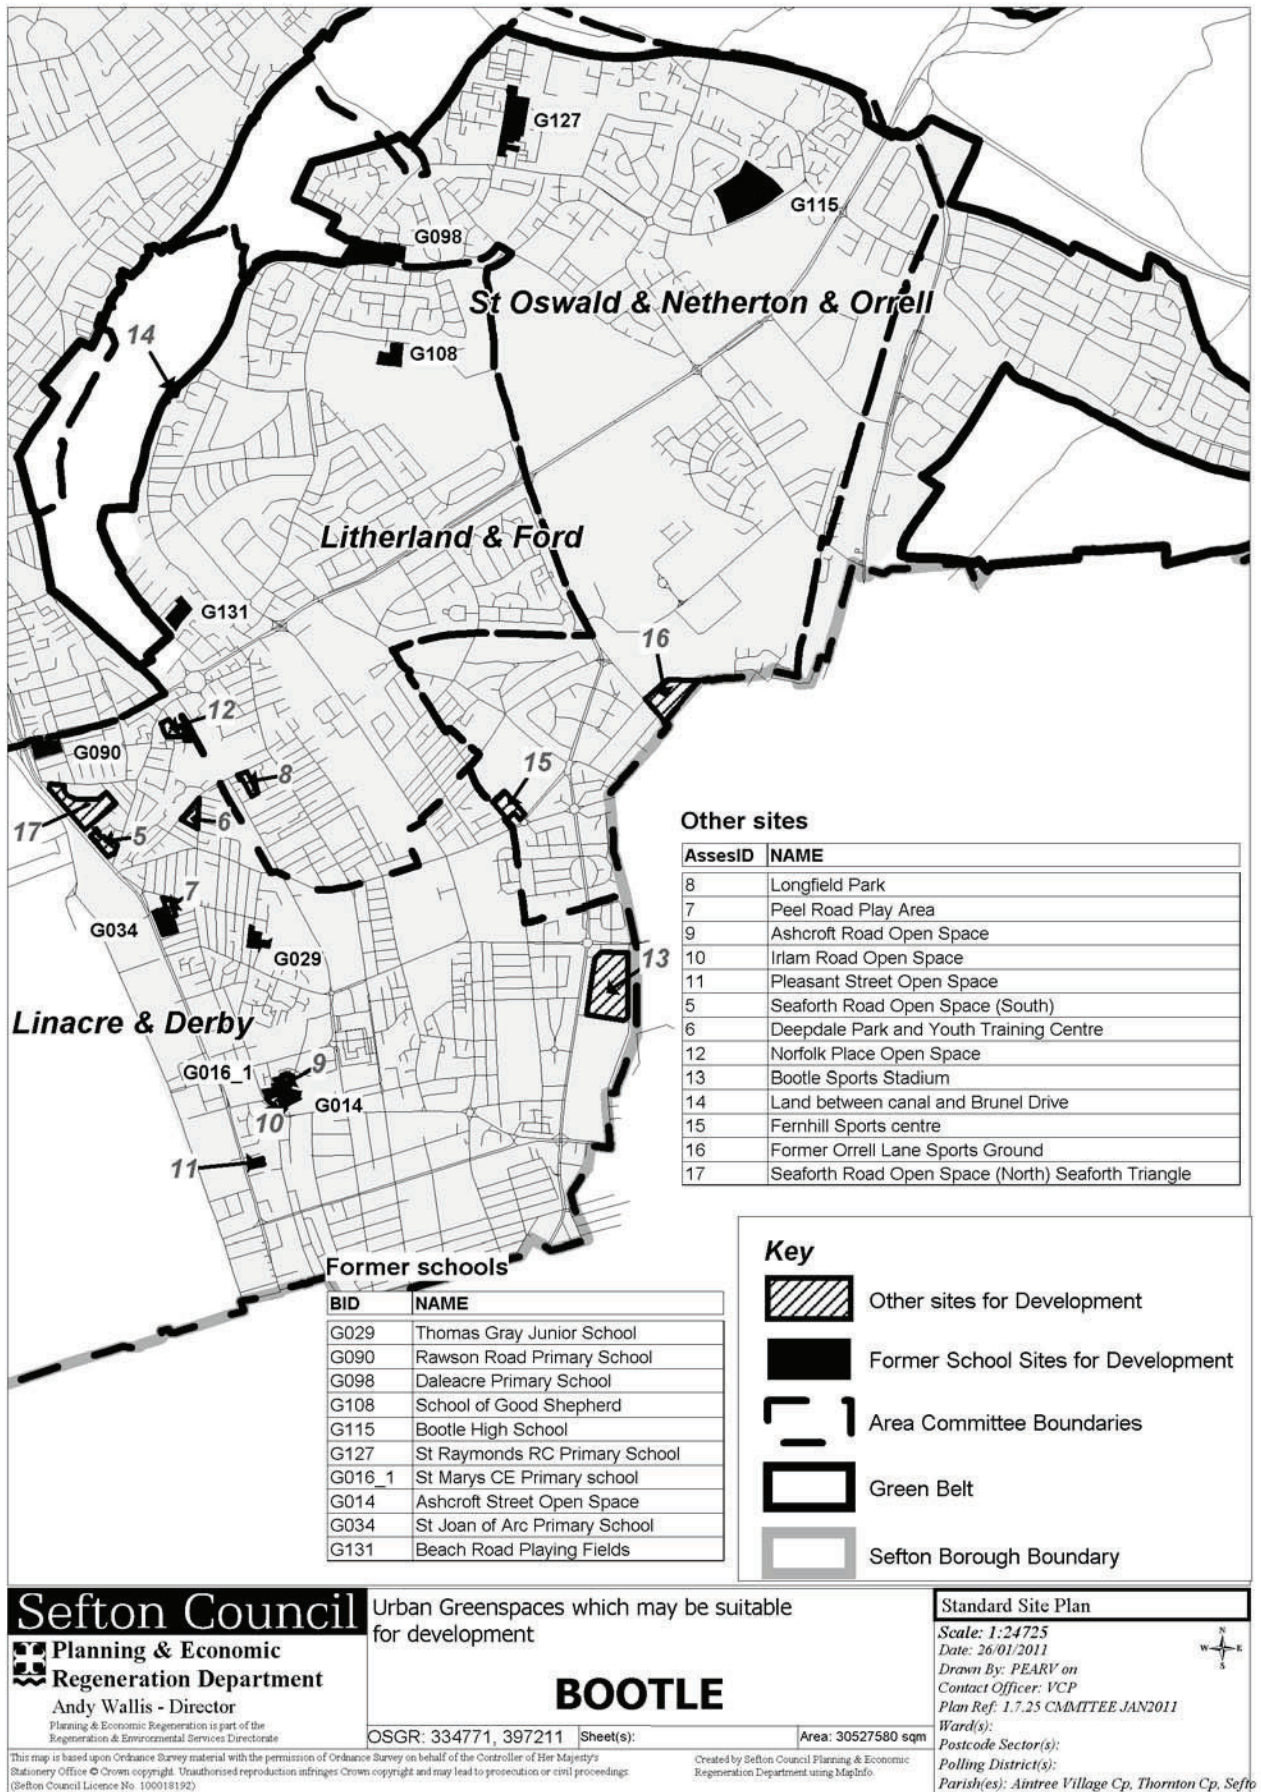 G127
G115
G098
St Oswald & Netherton & Orrell
14
G108
Litherland & Ford
G131
16
12
G090
15
8
17
5
6
7
G034
G029
13
Linacre & Derby
G016_1
9
G014
10
11
Other sites
AssesID NAME
8 Longfield Park
7 Peel Road Play Area
9 Ashcroft Road Open Space
10 Irlam Road Open Space
11 Pleasant Street Open Space
5 Seaforth Road Open Space (South)
6 Deepdale Park and Youth Training Centre
12 Norfolk Place Open Space
13 Bootle Sports Stadium
14 Land between canal and Brunel Drive
15 Fernhill Sports centre
16 Former Orrell Lane Sports Ground
17 Seaforth Road Open Space (North) Seaforth Triangle
Former schools
BID NAME
G029 Thomas Gray Junior School
G090 Rawson Road Primary School
G098 Daleacre Primary School
G108 School of Good Shepherd
G115 Bootle High School
G127 St Raymonds RC Primary School
G016_1 St Marys CE Primary school
G014 Ashcroft Street Open Space
G034 St Joan of Arc Primary School
G131 Beach Road Playing Fields
Key
Other sites for Development
Former School Sites for Development
Area Committee Boundaries
Green Belt
Sefton Borough Boundary
Sefton Council
Planning & Economic
Regeneration Department
Andy Wallis - Director
Planning & Economic Regeneration is part of the
Regeneration & Environmental Services Directorate
Urban Greenspaces which may be suitable
for development
BOOTLE
OSGR: 334771, 397211 Sheet(s): Area: 30527580 sqm
Standard Site Plan
Scale: 1:24725
Date: 26/01/2011
Drawn By: PEARV on
Contact Officer: VCP
Plan Ref: 1.7.25 CMMTTEE JAN2011
Ward(s):
Postcode Sector(s):
Polling District(s):
Parish(es): Aintree Village Cp, Thornton Cp, Sefto
N
W E
S
This map is based upon Ordnance Survey material with the permission of Ordnance Survey on behalf of the Controller of Her Majesty's
Stationery Office © Crown copyright. Unauthorised reproduction infringes Crown copyright and may lead to prosecution or civil proceedings.
(Sefton Council Licence No. 100018192)
Created by Sefton Council Planning & Economic
Regeneration Department using MapInfo.